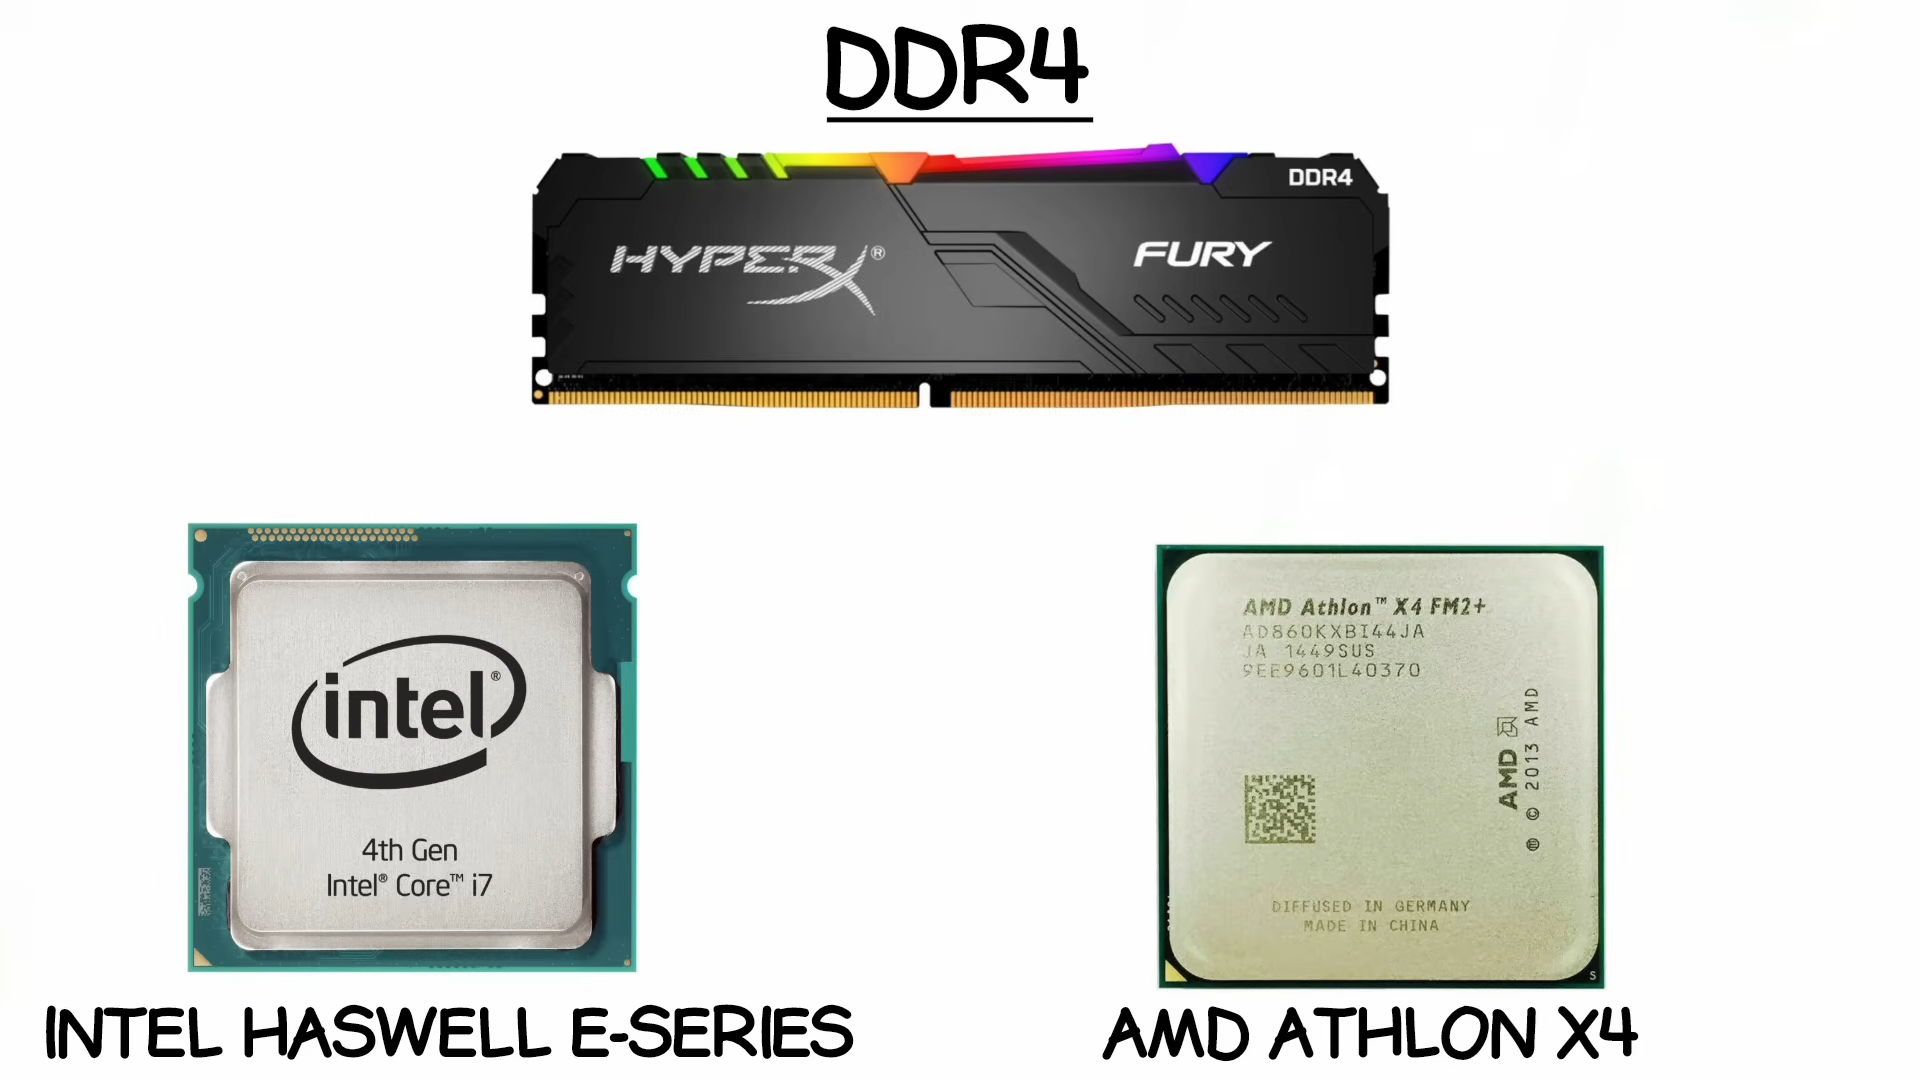 DDR4
DDR4
HYPERX®
FURY
intel®
4th Gen
Intel® Core™ i7
AMD Athlon™ X4 FM2+
AD860KXBI44JA
JA 1449SUS
9EE9601L40370
AMD
ⓜ © 2013 AMD
DIFFUSED IN GERMANY
MADE IN CHINA
S
INTEL HASWELL E-SERIES
AMD ATHLON X4